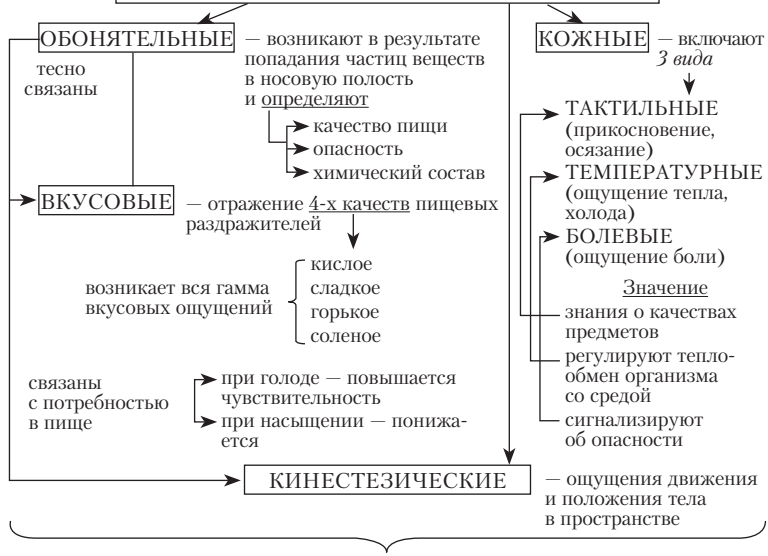 ОБОНЯТЕЛЬНЫЕ
— возникают в результате
попадания частиц веществ
в носовую полость
и определяют
тесно
связаны
качество пищи
опасность
химический состав
ВКУСОВЫЕ
— отражение 4-х качеств пищевых
раздражителей
возникает вся гамма
вкусовых ощущений
кислое
сладкое
горькое
соленое
связаны
с потребностью
в пище
при голоде — повышается
чувствительность
при насыщении — понижа-
ется
КОЖНЫЕ
— включают
3 вида
ТАКТИЛЬНЫЕ
(прикосновение,
осязание)
ТЕМПЕРАТУРНЫЕ
(ощущение тепла,
холода)
БОЛЕВЫЕ
(ощущение боли)
Значение
знания о качествах
предметов
регулируют тепло-
обмен организма
со средой
сигнализируют
об опасности
КИНЕСТЕЗИЧЕСКИЕ
— ощущения движения
и положения тела
в пространстве